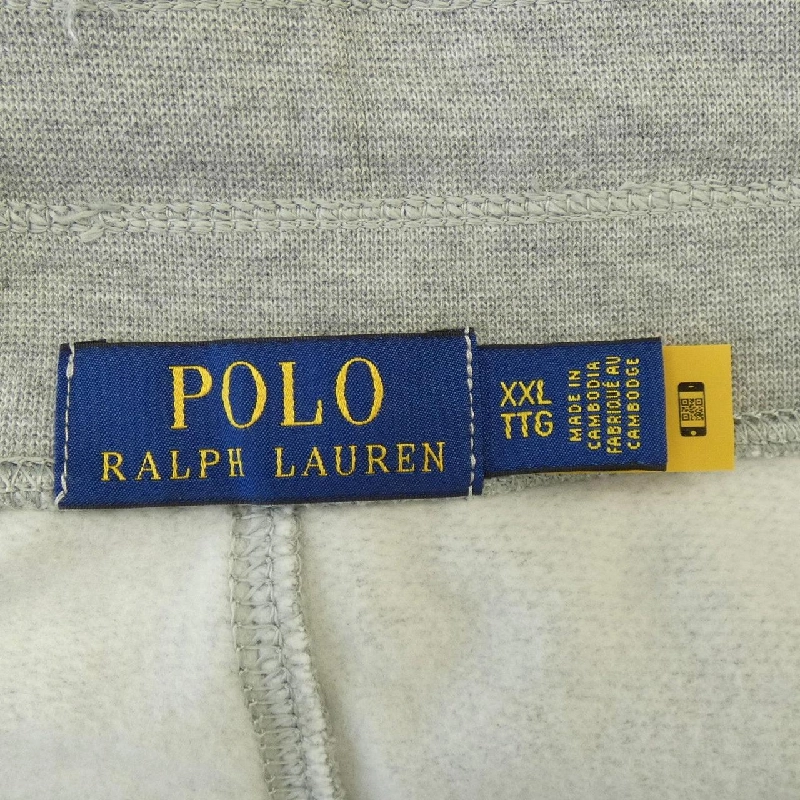 POLO
RALPH LAUREN
XXL
TTG
MADE IN
CAMBODIA
FABRIQUÉ AU
CAMBODGE